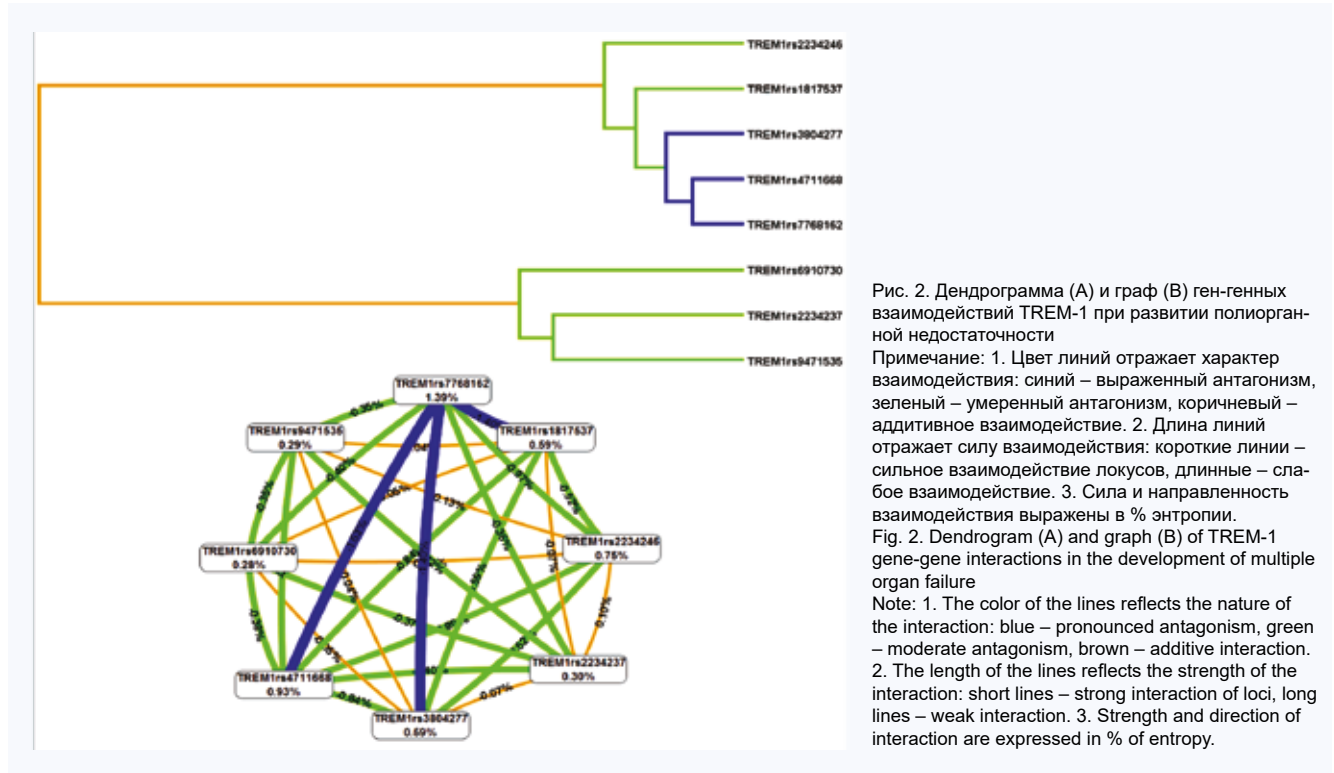 TREM1rs2234246
TREM1rs1817537
TREM1rs3804277
TREM1rs4711668
TREM1rs7768162
TREM1rs6910730
TREM1rs2234237
TREM1rs9471535
TREM1rs7768162
1.39%
TREM1rs9471535
0.29%
TREM1rs1817537
0.59%
TREM1rs2234246
0.75%
TREM1rs6910730
0.28%
TREM1rs2234237
0.30%
TREM1rs4711668
0.93%
TREM1rs3804277
0.69%
Рис. 2. Дендрограмма (А) и граф (В) ген-генных
взаимодействий TREM-1 при развитии полиорган-
ной недостаточности
Примечание: 1. Цвет линий отражает характер
взаимодействия: синий – выраженный антагонизм,
зеленый – умеренный антагонизм, коричневый –
аддитивное взаимодействие. 2. Длина линий
отражает силу взаимодействия: короткие линии –
сильное взаимодействие локусов, длинные – сла-
бое взаимодействие. 3. Сила и направленность
взаимодействия выражены в % энтропии.
Fig. 2. Dendrogram (A) and graph (B) of TREM-1
gene-gene interactions in the development of multiple
organ failure
Note: 1. The color of the lines reflects the nature of
the interaction: blue – pronounced antagonism, green
– moderate antagonism, brown – additive interaction.
2. The length of the lines reflects the strength of the
interaction: short lines – strong interaction of loci, long
lines – weak interaction. 3. Strength and direction of
interaction are expressed in % of entropy.